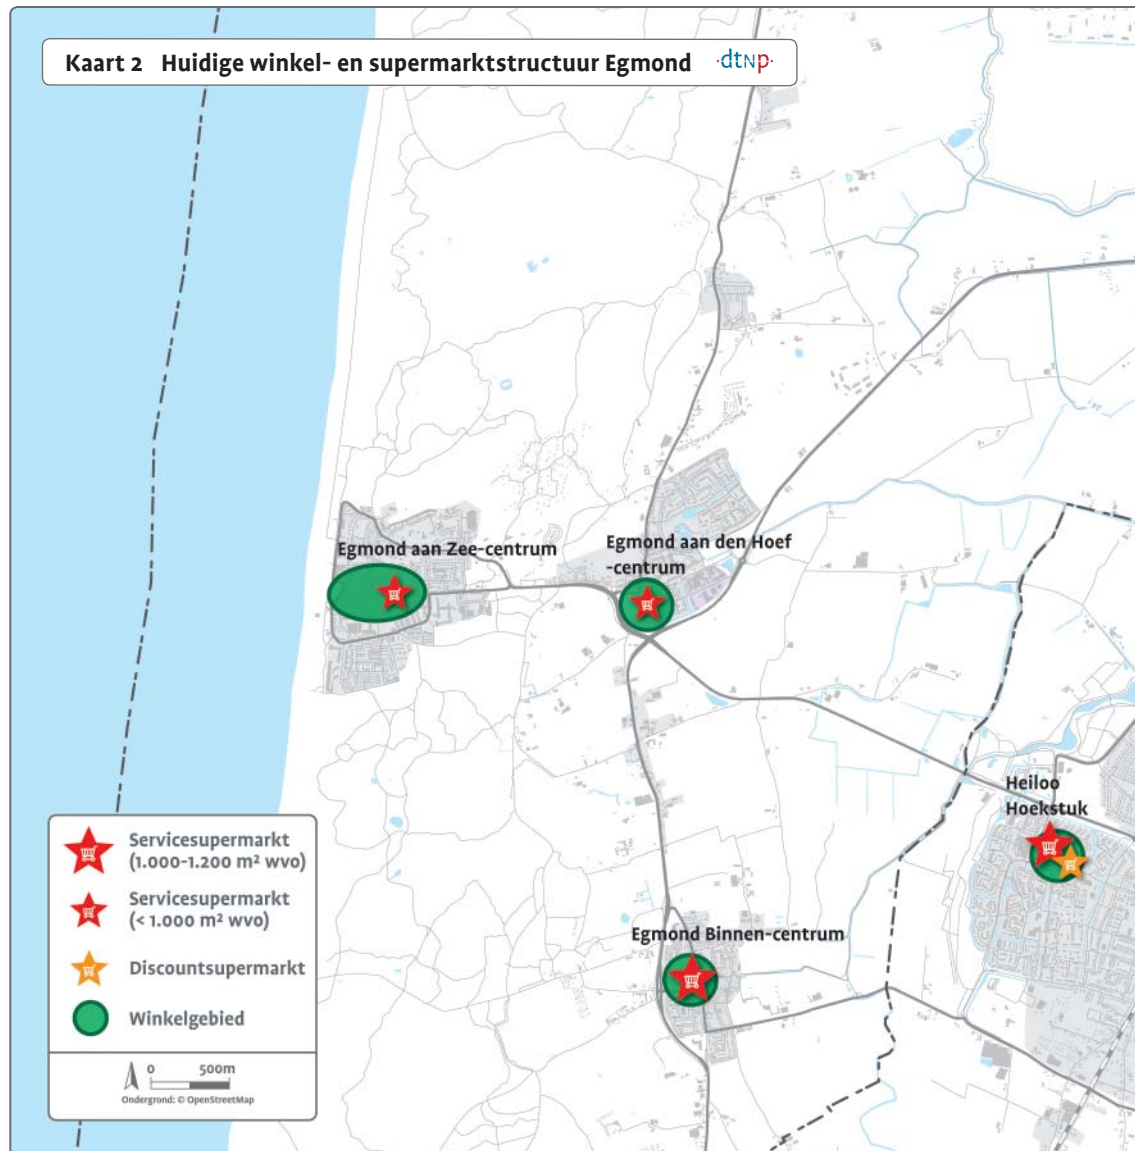 Kaart 2 Huidige winkel- en supermarktstructuur Egmond ·dtnp·
Egmond aan Zee-centrum
Egmond aan den Hoef
-centrum
Heiloo
Hoekstuk
Egmond Binnen-centrum
Servicesupermarkt
(1.000-1.200 m² wvo)
Servicesupermarkt
(< 1.000 m² wvo)
Discountsupermarkt
Winkelgebied
0 500m
Ondergrond: © OpenStreetMap